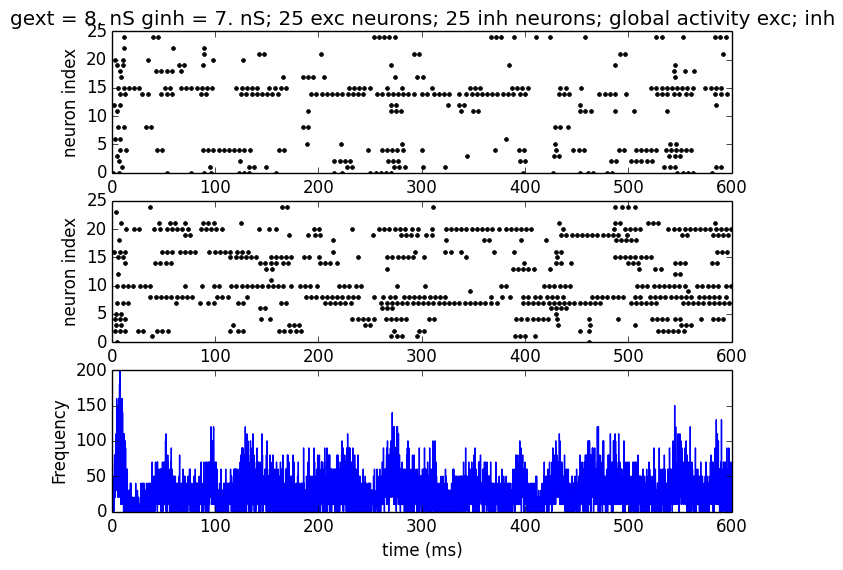 gext = 8. nS ginh = 7. nS; 25 exc neurons; 25 inh neurons; global activity exc; inh
25
20
15
10
5
0
neuron index
0 100 200 300 400 500 600
25
20
15
10
5
0
neuron index
0 100 200 300 400 500 600
200
150
100
50
0
Frequency
0 100 200 300 400 500 600
time (ms)